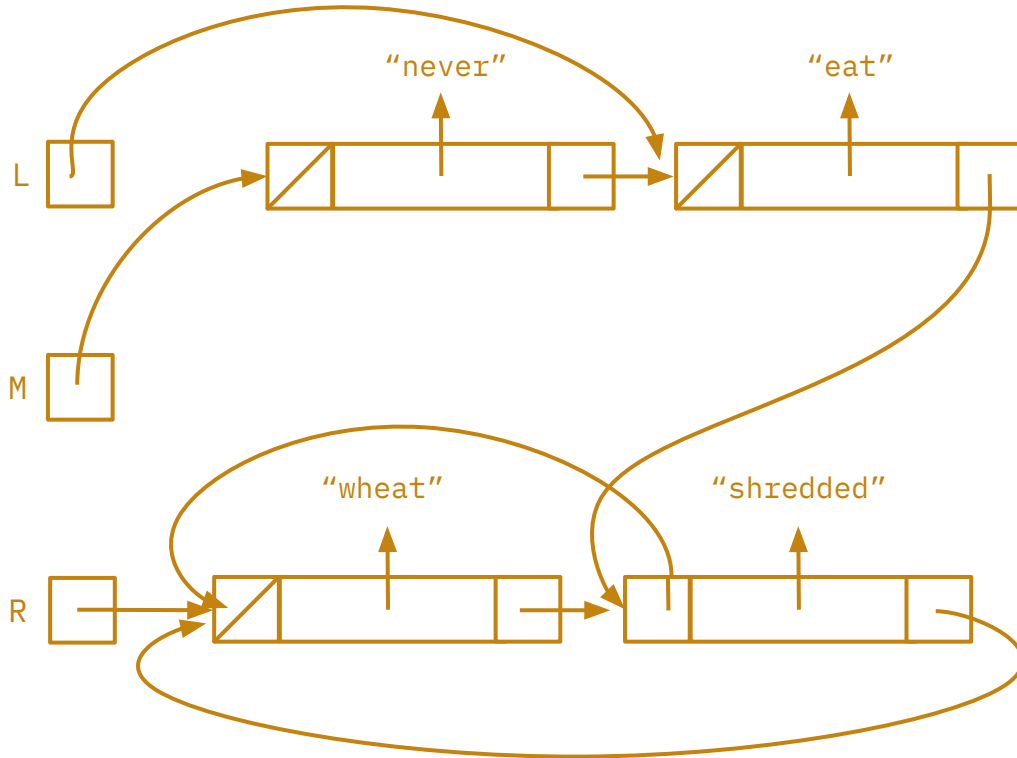 “never”
“eat”
L
M
“wheat”
“shredded”
R